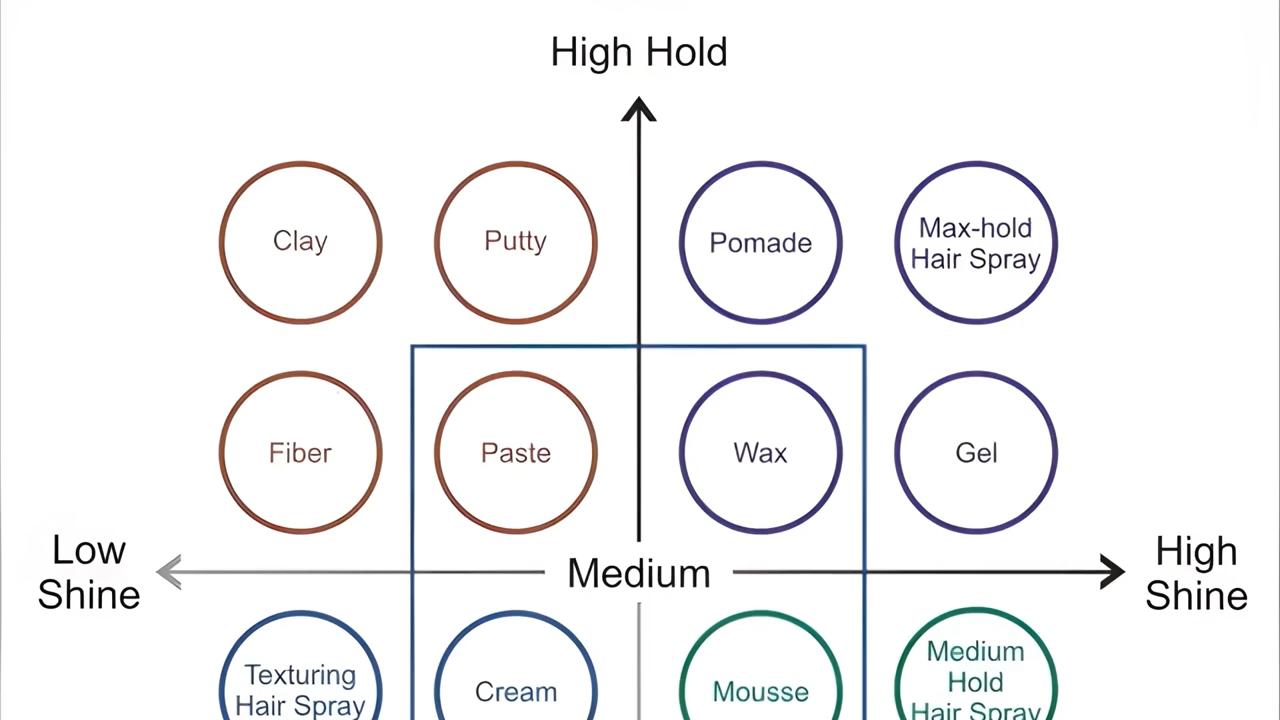 High Hold
Clay
Putty
Pomade
Max-hold
Hair Spray
Fiber
Paste
Wax
Gel
Low
Shine
Medium
High
Shine
Texturing
Hair Spray
Cream
Mousse
Medium
Hold
Hair Spray